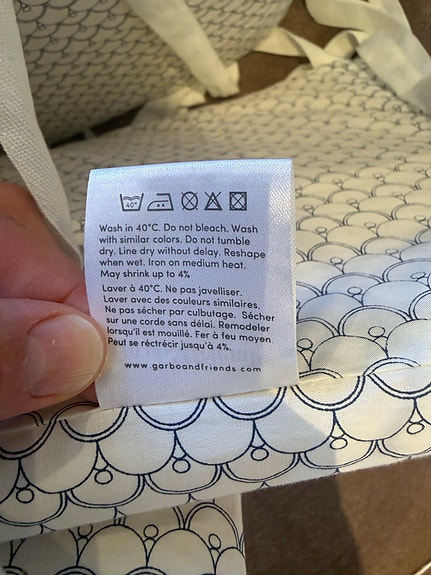 40°
Wash in 40°C. Do not bleach. Wash
with similar colors. Do not tumble
dry. Line dry without delay. Reshape
when wet. Iron on medium heat.
May shrink up to 4%
Laver à 40°C. Ne pas javelliser.
Laver avec des couleurs similaires.
Ne pas sécher par culbutage. Sécher
sur une corde sans délai. Remodeler
lorsqu'il est mouillé. Fer à feu moyen.
Peut se rétrécir jusqu'à 4%.
www.garboandfriends.com